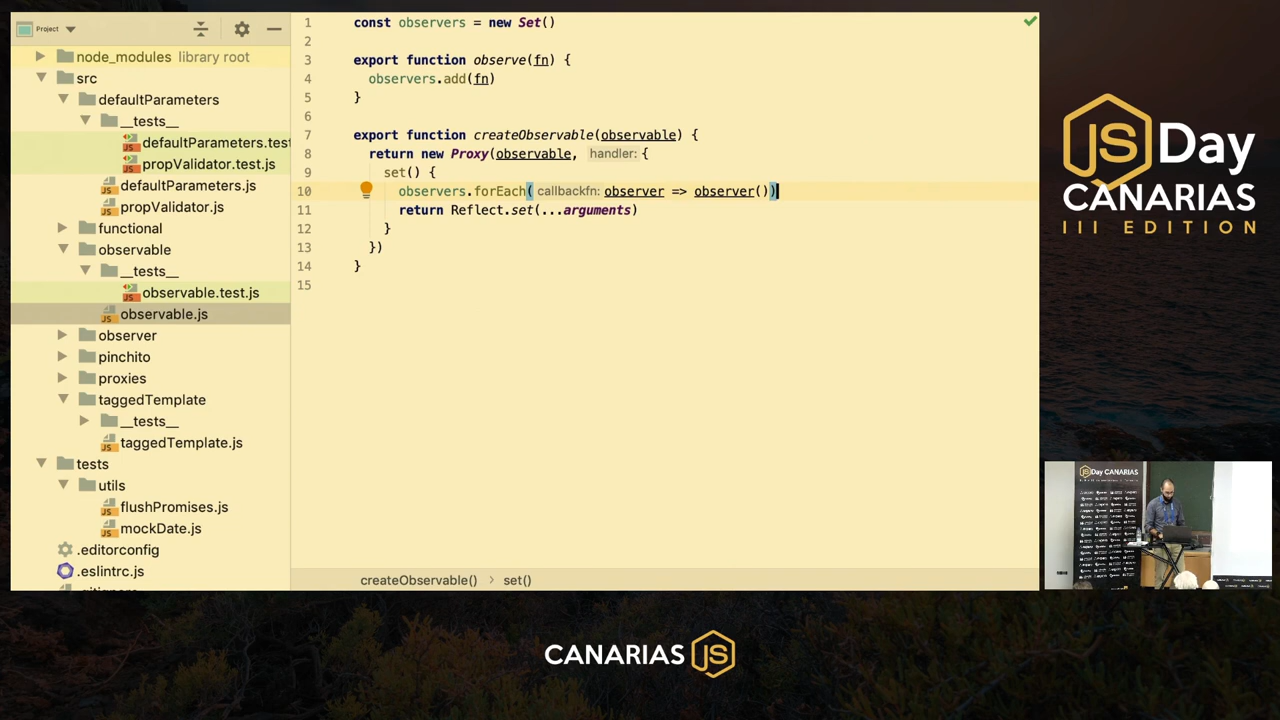 Project
node_modules library root
src
defaultParameters
__tests__
defaultParameters.test
propValidator.test.js
defaultParameters.js
propValidator.js
functional
observable
__tests__
observable.test.js
observable.js
observer
pinchito
proxies
taggedTemplate
__tests__
taggedTemplate.js
tests
utils
flushPromises.js
mockDate.js
.editorconfig
.eslintrc.js
1 const observers = new Set()
2
3 export function observe(fn) {
4 observers.add(fn)
5 }
6
7 export function createObservable(observable) {
8 return new Proxy(observable, handler: {
9 set() {
10 observers.forEach( callbackfn: observer => observer())
11 return Reflect.set(...arguments)
12 }
13 })
14 }
15
createObservable() > set()
JS Day
CANARIAS
III EDITION
JS Day CANARIAS
CANARIAS JS